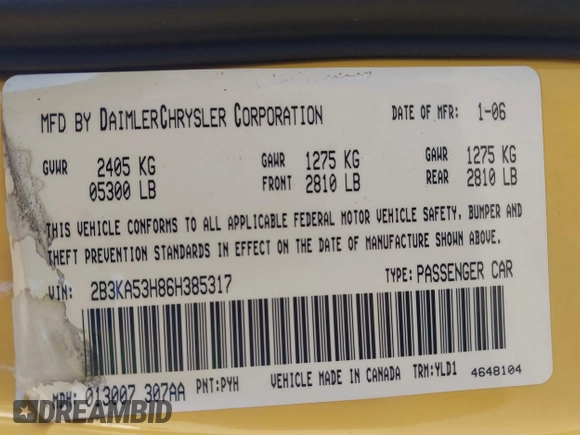 MFD BY DAIMLERCHRYSLER CORPORATION DATE OF MFR: 1-06
GVWR 2405 KG GAWR 1275 KG GAWR 1275 KG
05300 LB FRONT 2810 LB REAR 2810 LB
THIS VEHICLE CONFORMS TO ALL APPLICABLE FEDERAL MOTOR VEHICLE SAFETY, BUMPER AND
THEFT PREVENTION STANDARDS IN EFFECT ON THE DATE OF MANUFACTURE SHOWN ABOVE.
VIN: 2B3KA53H86H385317 TYPE: PASSENGER CAR
MDH: 013007 307AA PNT:PYH VEHICLE MADE IN CANADA TRM:YLD1 4648104
DREAMBID